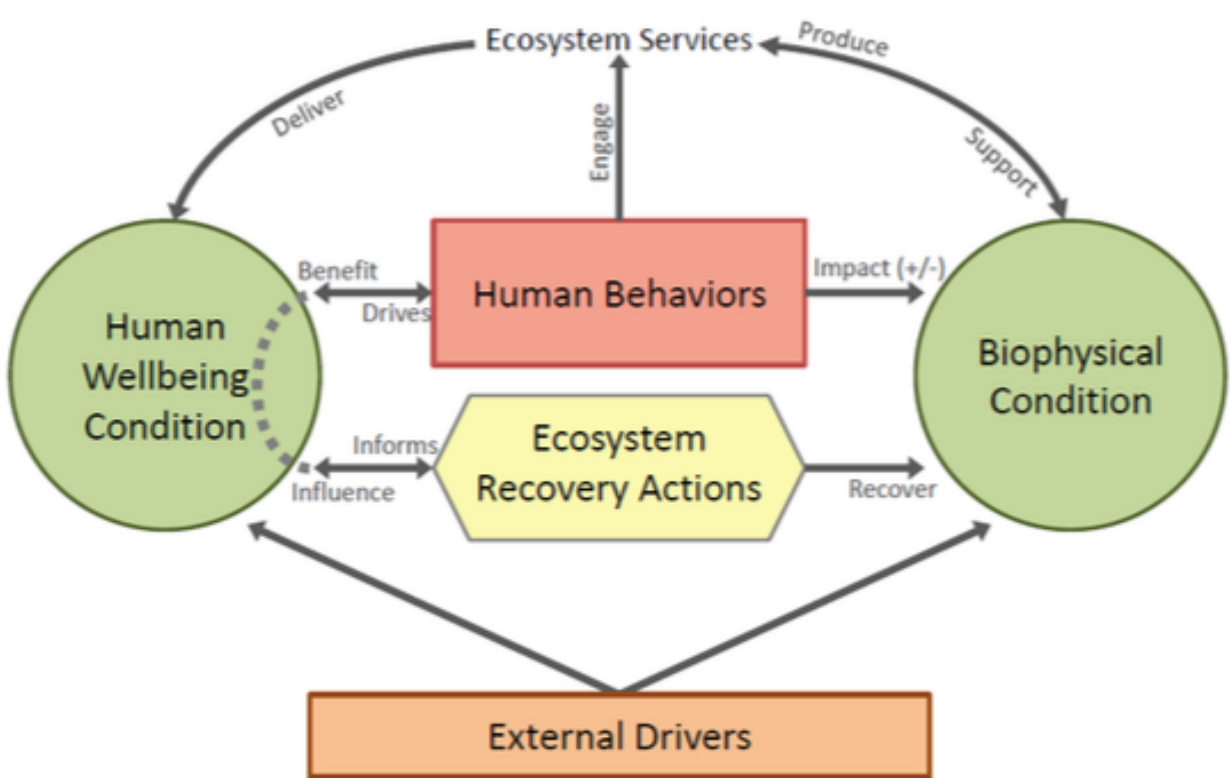 Ecosystem Services
Produce
Deliver
Engage
Support
Benefit
Drives
Human Behaviors
Impact (+/-)
Human
Wellbeing
Condition
Biophysical
Condition
Informs
Influence
Ecosystem
Recovery Actions
Recover
External Drivers